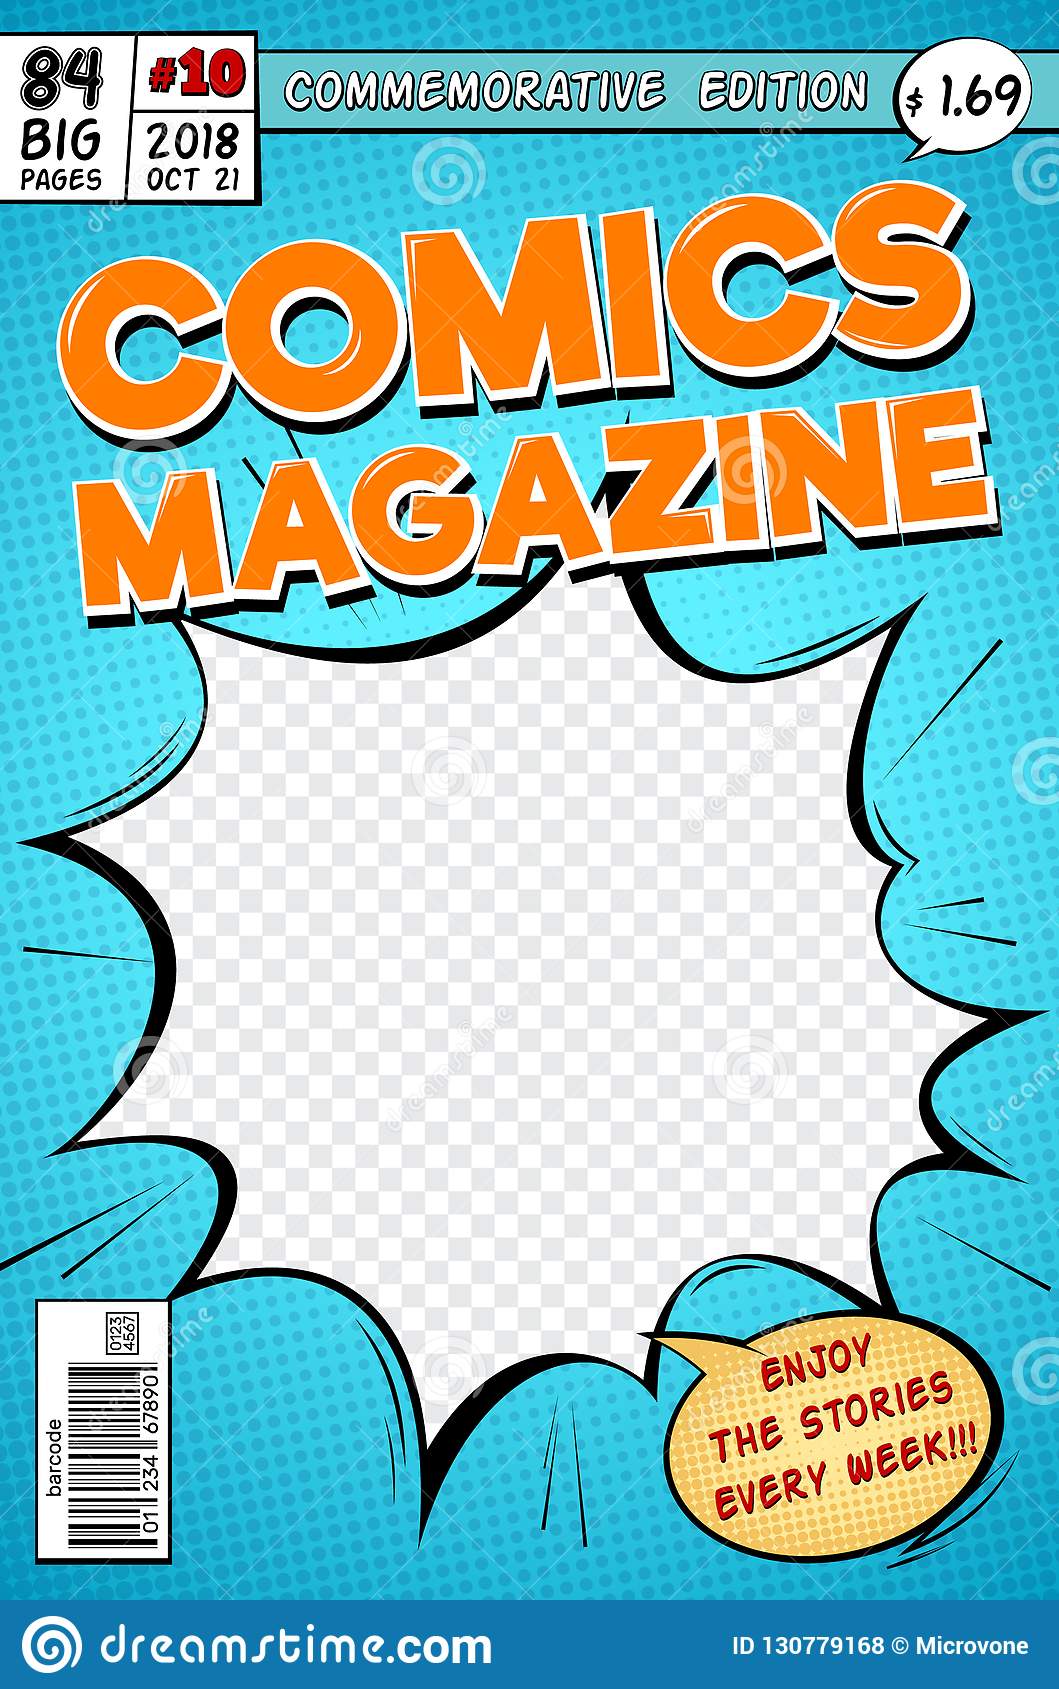 84
BIG
PAGES
#10
2018
OCT 21
COMMEMORATIVE EDITION
$ 1.69
COMICS
MAGAZINE
ENJOY
THE STORIES
EVERY WEEK!!!
barcode
01 234 678901
0123
4567
dreamstime.com
ID 130779168 © Microvone